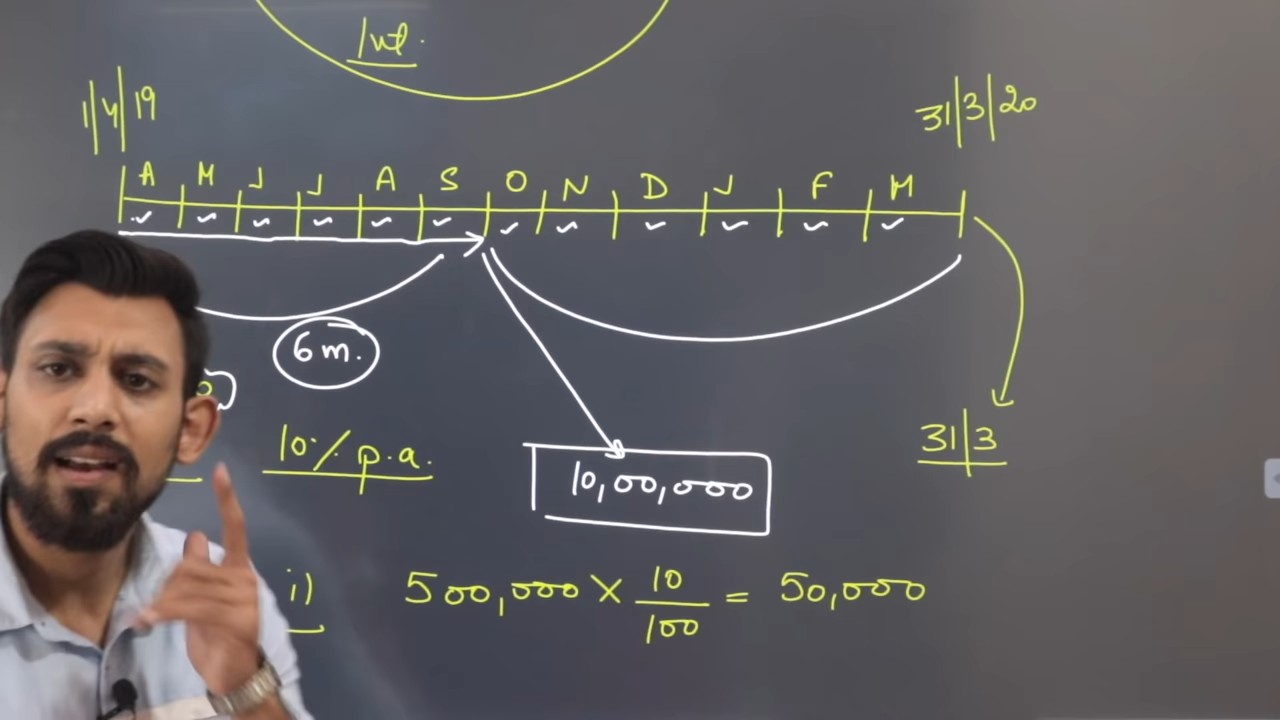 Int.
1/4/19
31/3/20
A M J J A S O N D J F M
6 m.
10% p.a.
10,00,000
31/3
i) 500,000 × 10/100 = 50,000